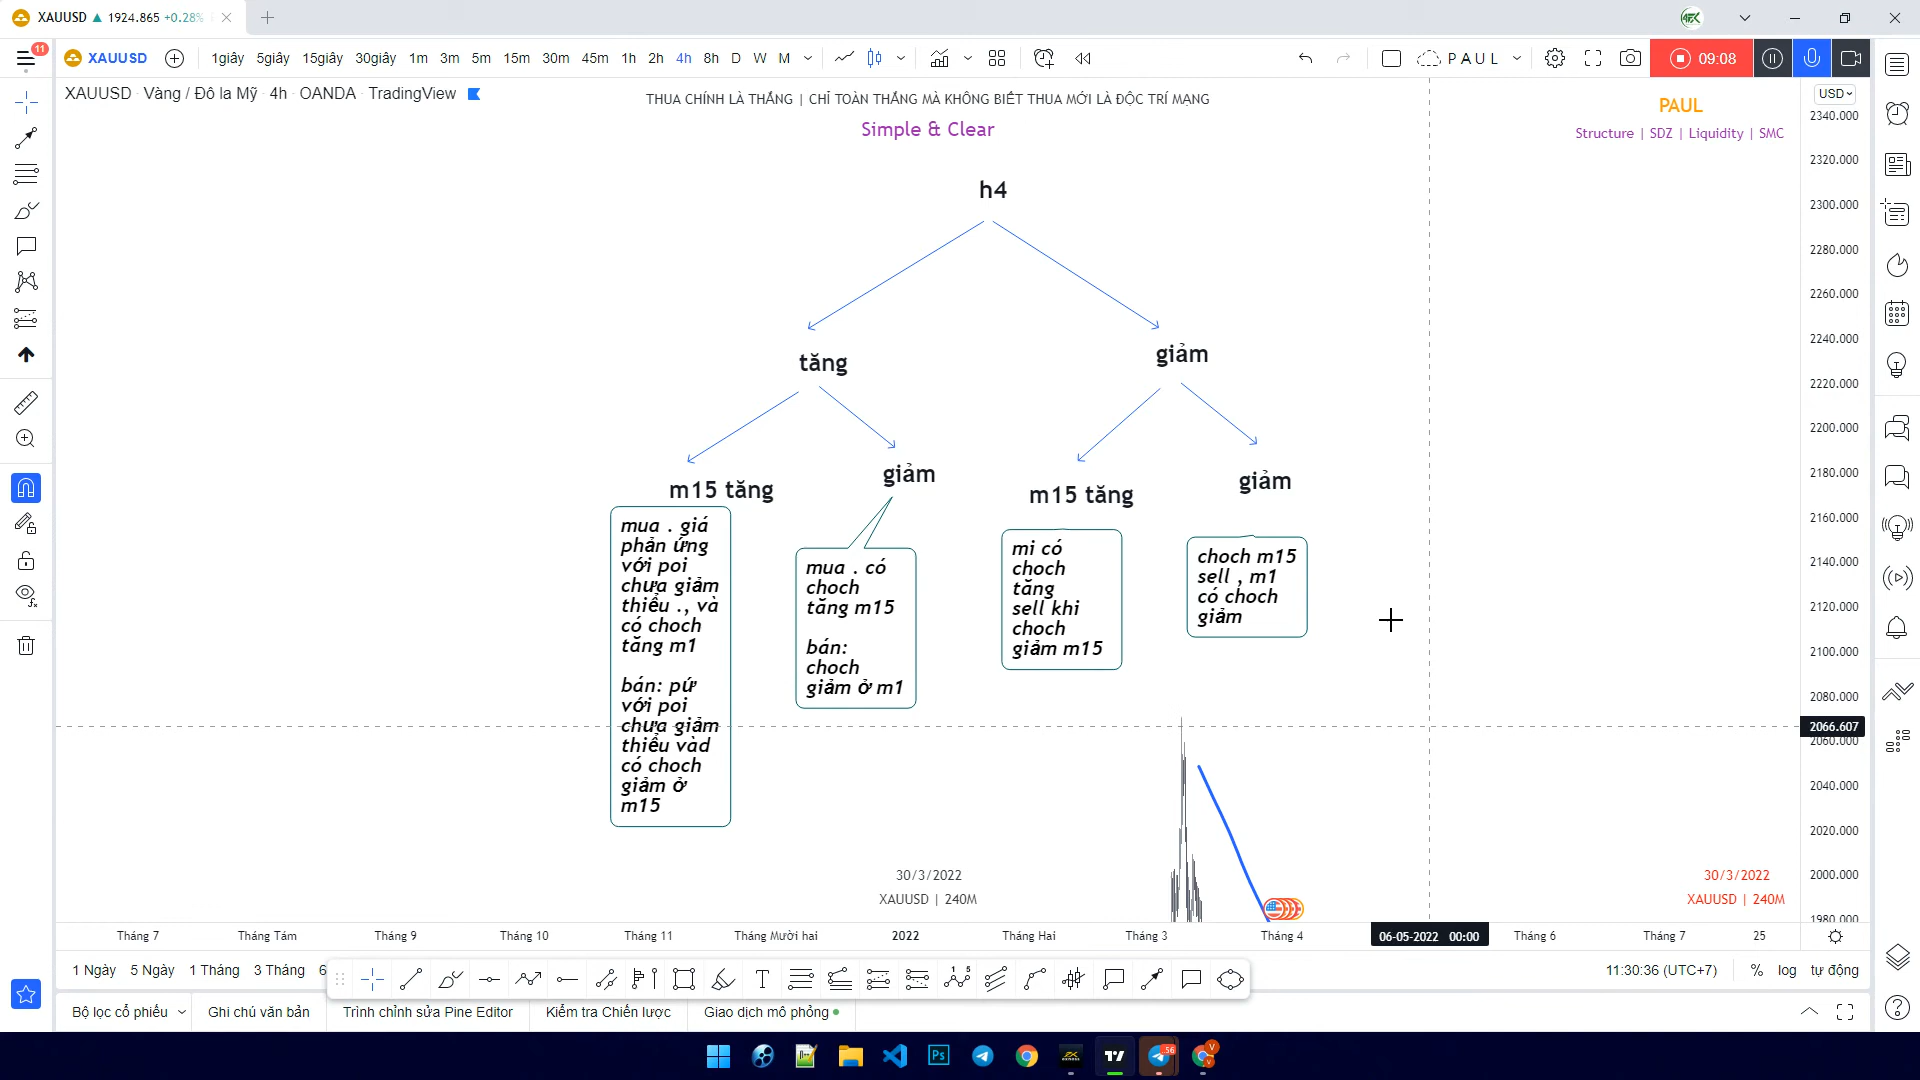 XAUUSD ▲ 1924.865 +0.28%
11
XAUUSD
1giây 5giây 15giây 30giây 1m 3m 5m 15m 30m 45m 1h 2h 4h 8h D W M
PAUL
09:08
XAUUSD · Vàng / Đô la Mỹ · 4h · OANDA · TradingView
THUA CHÍNH LÀ THẮNG | CHỈ TOÀN THẮNG MÀ KHÔNG BIẾT THUA MỚI LÀ ĐỘC TRÍ MẠNG
Simple & Clear
PAUL
Structure | SDZ | Liquidity | SMC
USD
2340.000
2320.000
2300.000
2280.000
2260.000
2240.000
2220.000
2200.000
2180.000
2160.000
2140.000
2120.000
2100.000
2080.000
2066.607
2060.000
2040.000
2020.000
2000.000
1980.000
h4
tăng
giảm
m15 tăng
giảm
m15 tăng
giảm
mua . giá
phản ứng
với poi
chưa giảm
thiểu ., và
có choch
tăng m1
bán: pứ
với poi
chưa giảm
thiểu vàd
có choch
giảm ở
m15
mua . có
choch
tăng m15
bán:
choch
giảm ở m1
mi có
choch
tăng
sell khi
choch
giảm m15
choch m15
sell , m1
có choch
giảm
30/3/2022
XAUUSD | 240M
30/3/2022
XAUUSD | 240M
Tháng 7 Tháng Tám Tháng 9 Tháng 10 Tháng 11 Tháng Mười hai 2022 Tháng Hai Tháng 3 Tháng 4 06-05-2022 00:00 Tháng 6 Tháng 7 25
1 Ngày 5 Ngày 1 Tháng 3 Tháng 6
11:30:36 (UTC+7) % log tự động
Bộ lọc cổ phiếu Ghi chú văn bản Trình chỉnh sửa Pine Editor Kiểm tra Chiến lược Giao dịch mô phỏng